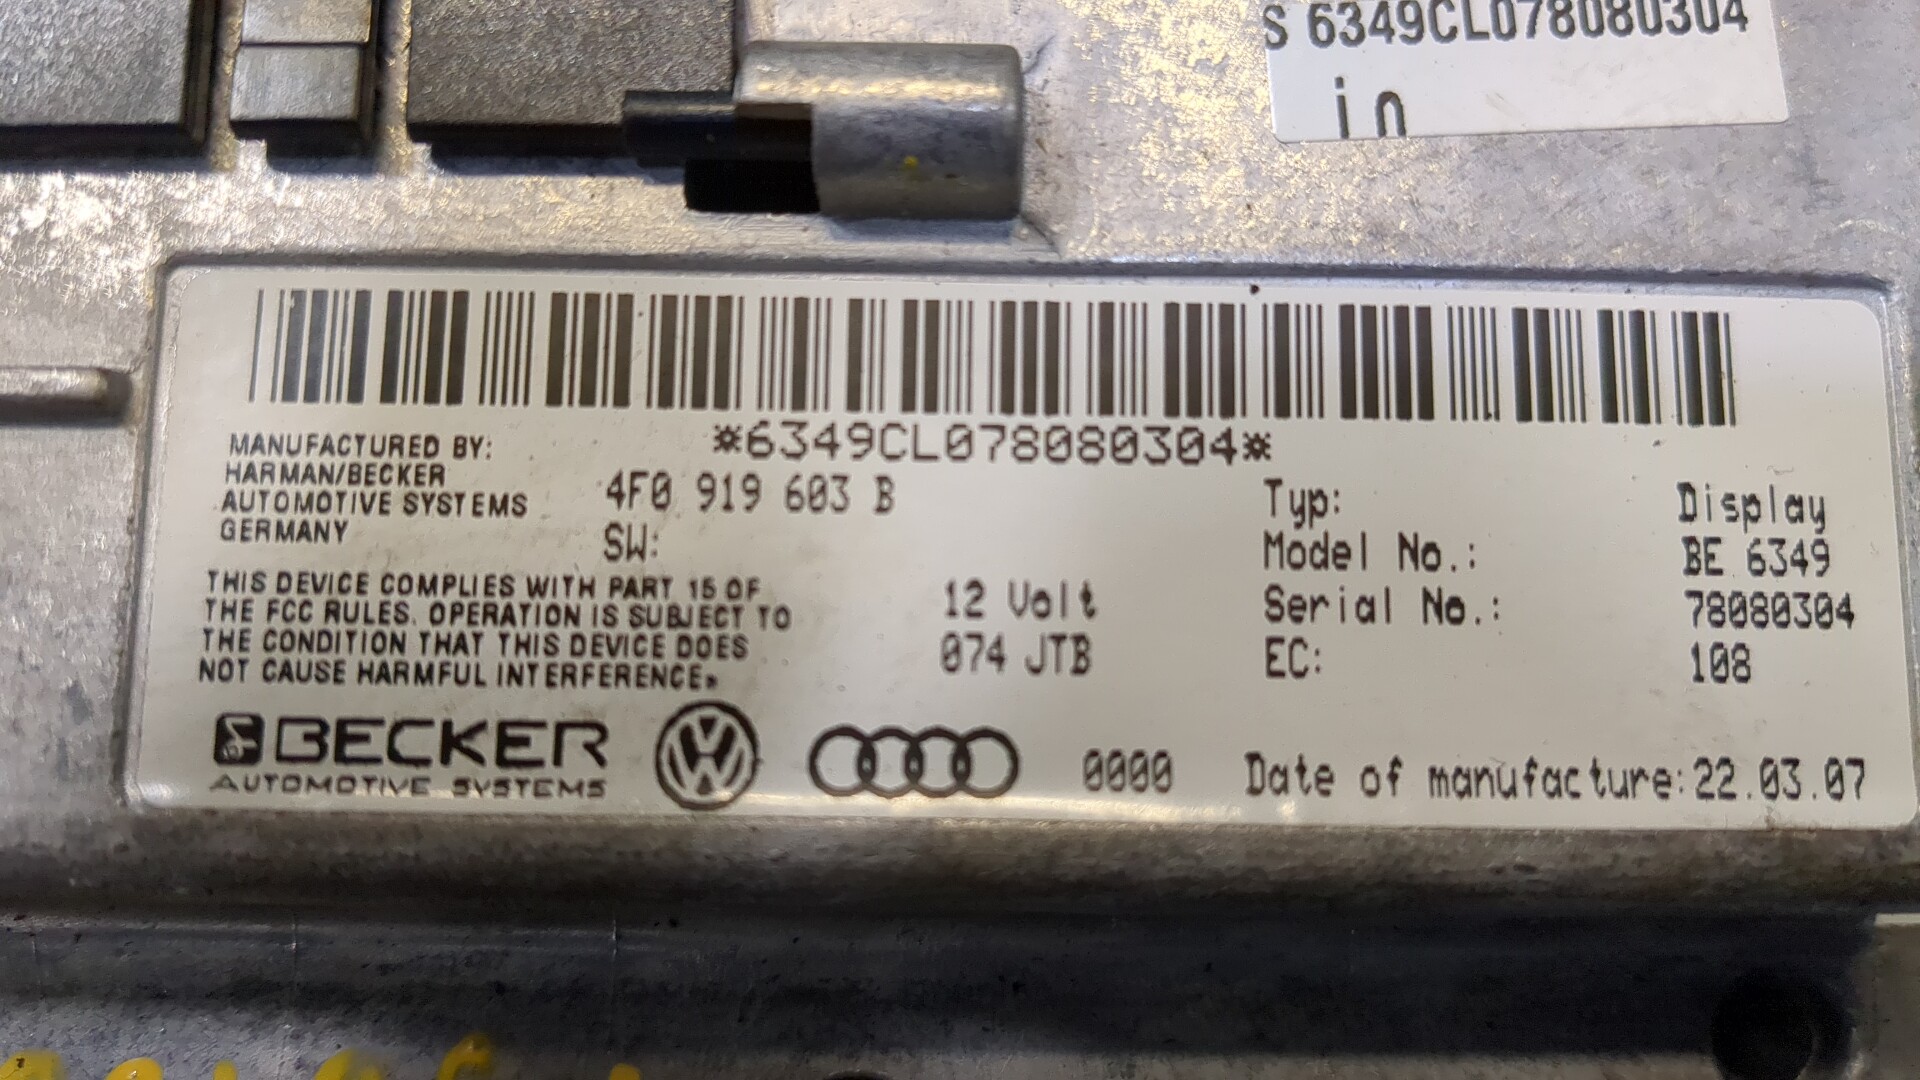 S 6349CL078080304
in
*6349CL078080304*
MANUFACTURED BY:
HARMAN/BECKER
AUTOMOTIVE SYSTEMS
GERMANY
4F0 919 603 B
SW:
THIS DEVICE COMPLIES WITH PART 15 OF
THE FCC RULES. OPERATION IS SUBJECT TO
THE CONDITION THAT THIS DEVICE DOES
NOT CAUSE HARMFUL INTERFERENCE.
12 Volt
074 JTB
Typ: Display
Model No.: BE 6349
Serial No.: 78080304
EC: 108
BECKER
AUTOMOTIVE SYSTEMS
0000
Date of manufacture:22.03.07